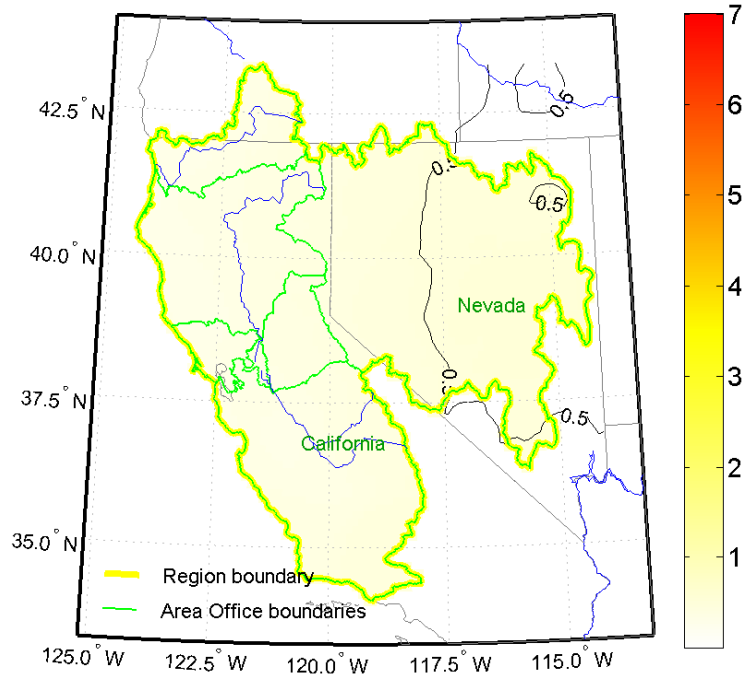 7
6
5
4
3
2
1
42.5° N
40.0° N
37.5° N
35.0° N
0.5
0.5
Nevada
0.5
California
Region boundary
Area Office boundaries
125.0° W
122.5° W
120.0° W
117.5° W
115.0° W